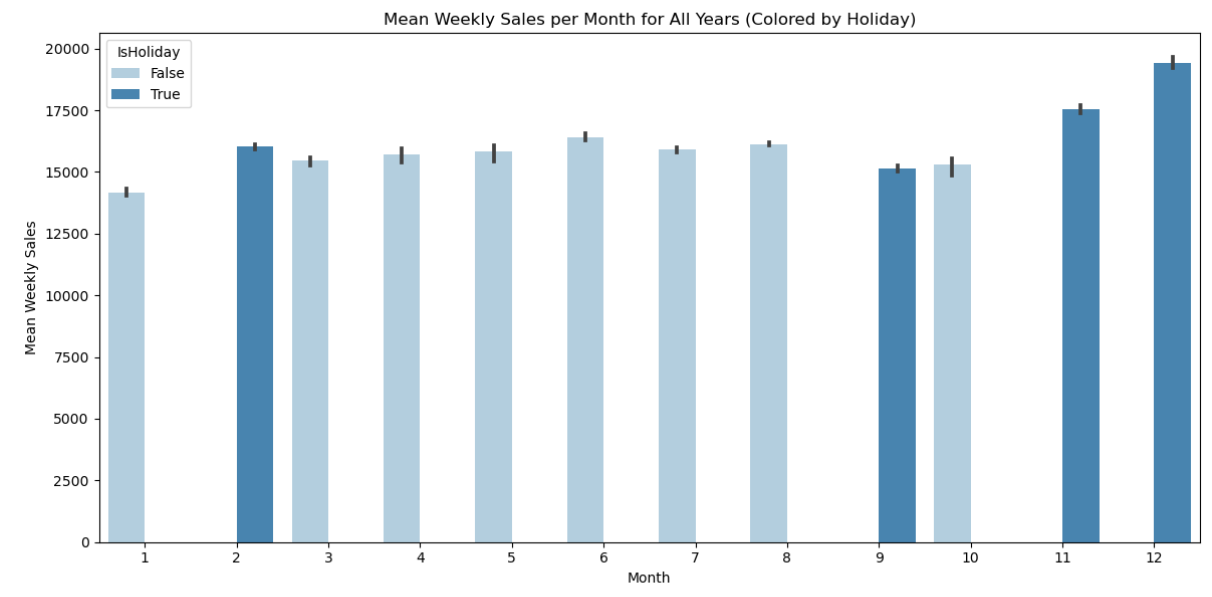 Mean Weekly Sales per Month for All Years (Colored by Holiday)
IsHoliday
False
True
20000
17500
15000
12500
10000
7500
5000
2500
0
Mean Weekly Sales
1 2 3 4 5 6 7 8 9 10 11 12
Month